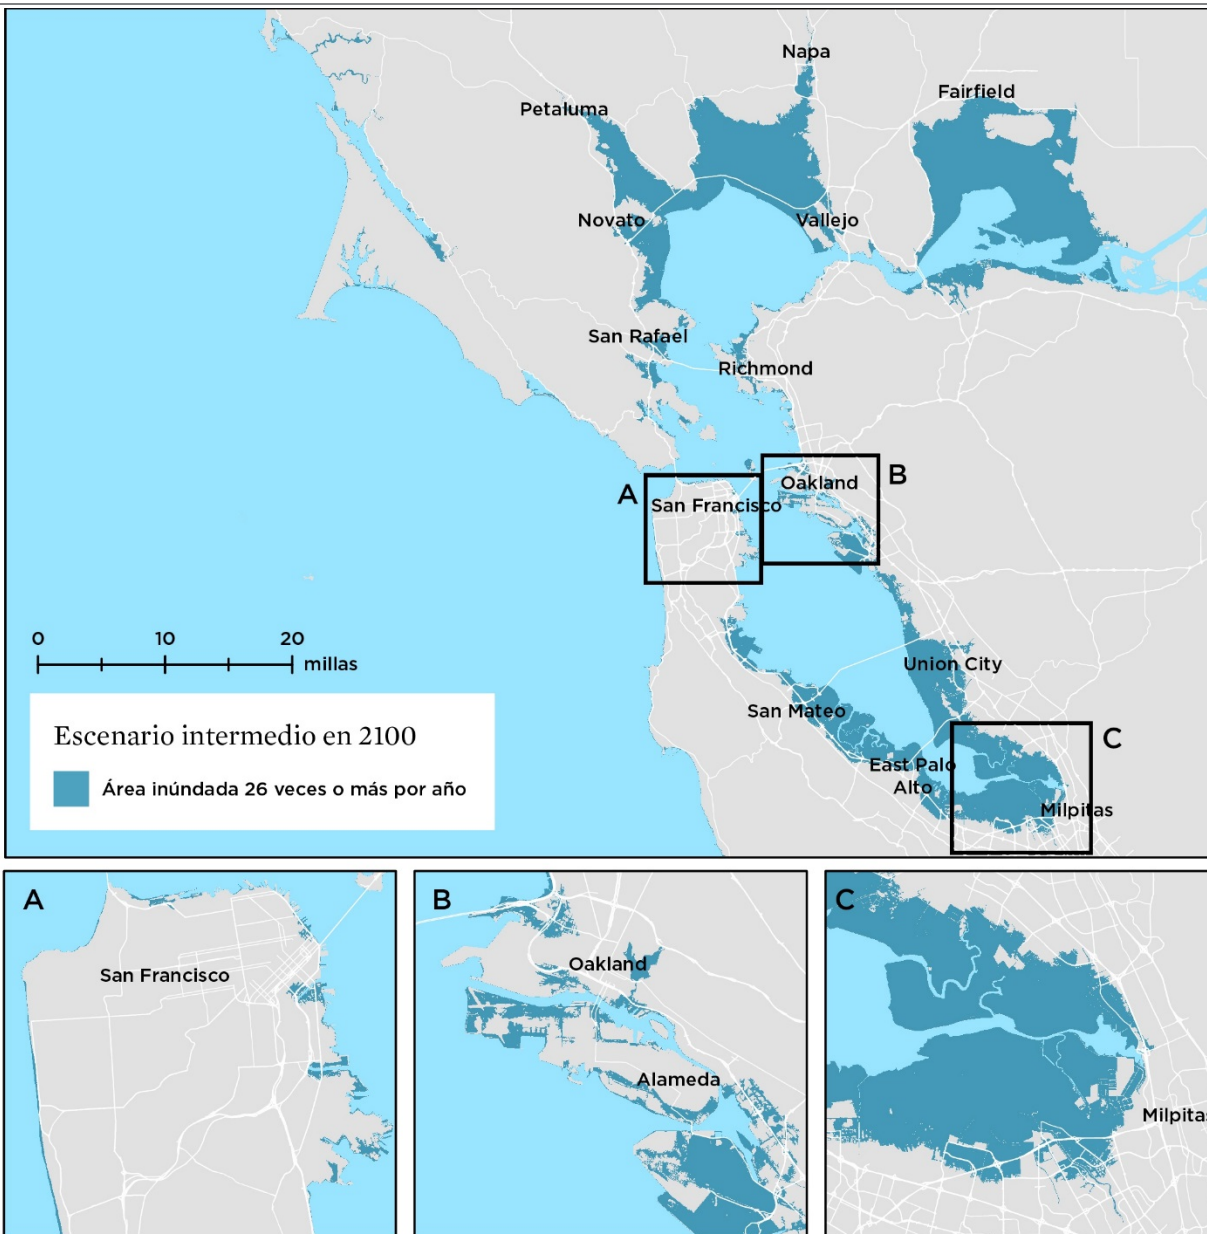 Napa
Fairfield
Petaluma
Novato
Vallejo
San Rafael
Richmond
A
San Francisco
Oakland
B
0 10 20
millas
Union City
San Mateo
East Palo
Alto
C
Milpitas
Escenario intermedio en 2100
Área inúndada 26 veces o más por año
A
San Francisco
B
Oakland
Alameda
C
Milpitas